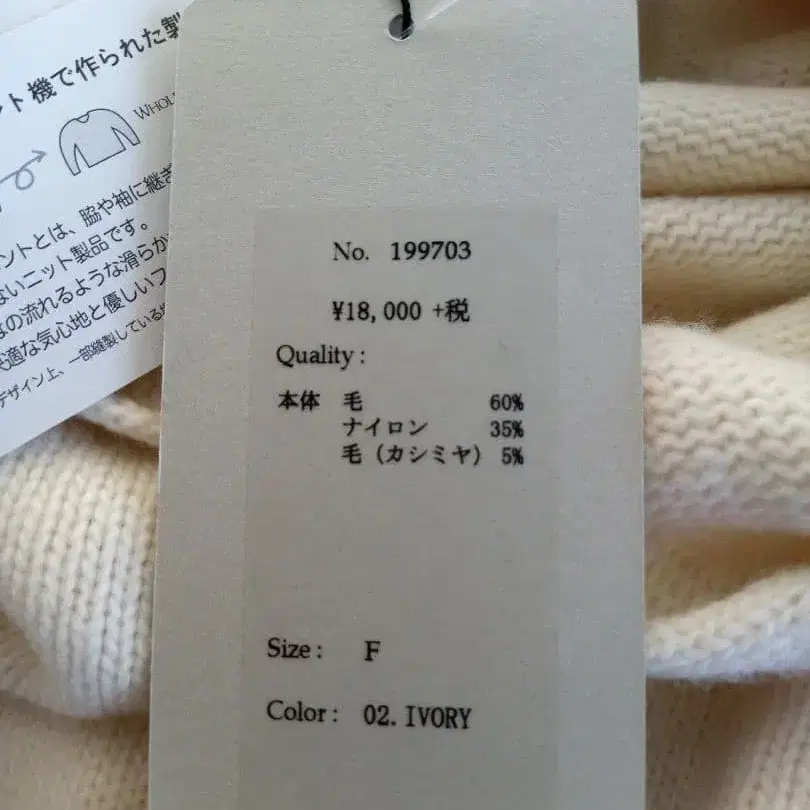 ト機で作られた製
WHOL
ントとは、脇や袖に継ぎ
ないニット製品です。
の流れるような滑らか
快適な気心地と優しいフ
デザイン上、一部縫製している
No. 199703
¥18,000 +税
Quality :
本体 毛 60%
ナイロン 35%
毛（カシミヤ） 5%
Size : F
Color : 02. IVORY